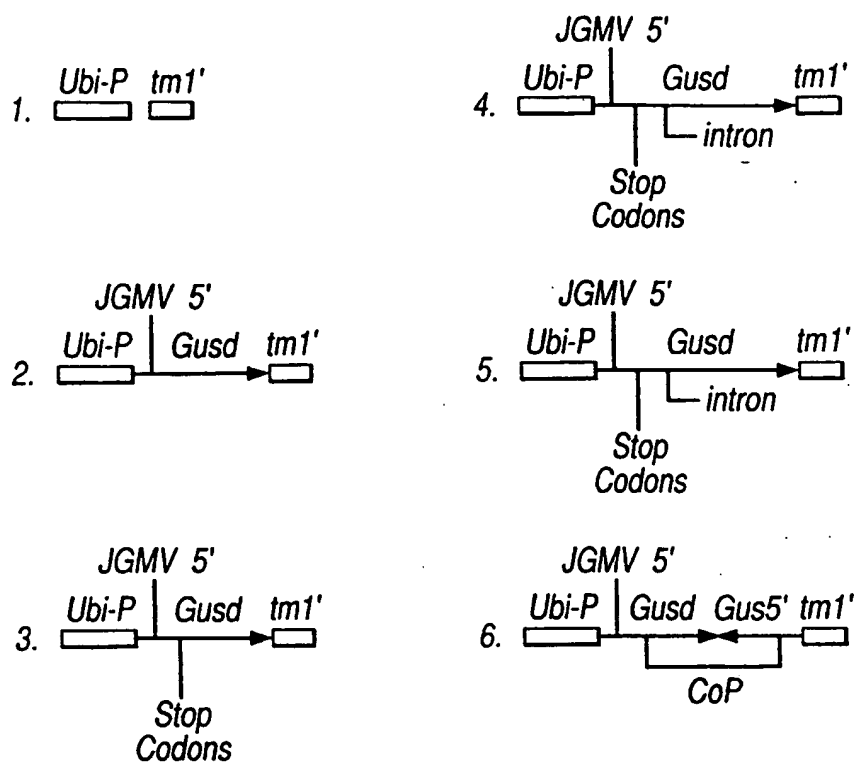 1. Ubi-P tm1'
2. JGMV 5'
Ubi-P Gusd tm1'
3. JGMV 5'
Ubi-P Gusd tm1'
Stop
Codons
4. JGMV 5'
Ubi-P Gusd tm1'
intron
Stop
Codons
5. JGMV 5'
Ubi-P Gusd tm1'
intron
Stop
Codons
6. JGMV 5'
Ubi-P Gusd Gus5' tm1'
CoP